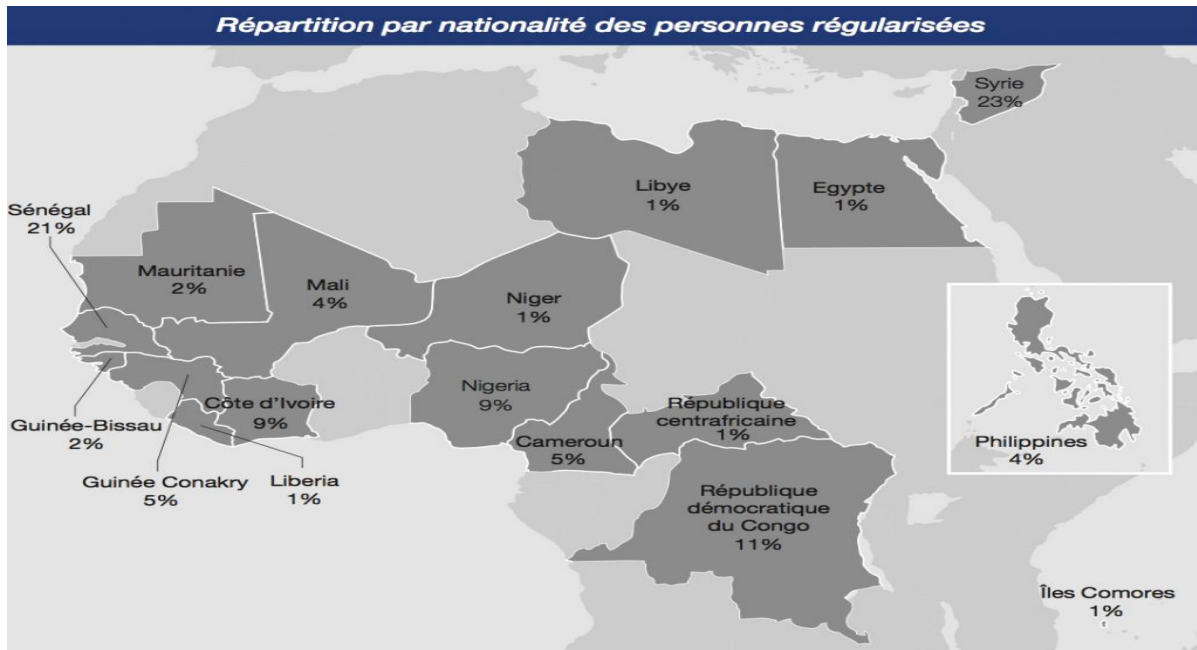 Répartition par nationalité des personnes régularisées
Syrie
23%
Libye
1%
Egypte
1%
Sénégal
21%
Mauritanie
2%
Mali
4%
Niger
1%
Nigeria
9%
Côte d'Ivoire
9%
République
centrafricaine
1%
Guinée-Bissau
2%
Cameroun
5%
Philippines
4%
Guinée Conakry
5%
Liberia
1%
République
démocratique
du Congo
11%
Îles Comores
1%